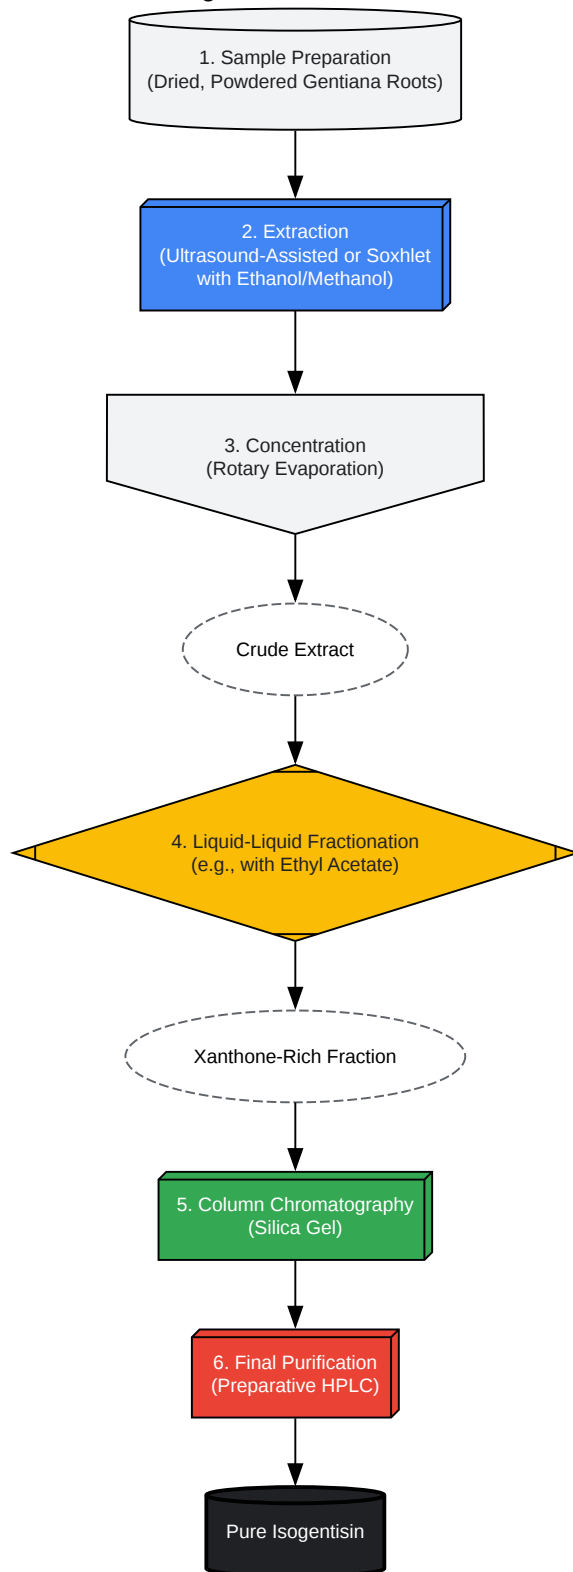 1. Sample Preparation
(Dried, Powdered Gentiana Roots)
2. Extraction
(Ultrasound-Assisted or Soxhlet
with Ethanol/Methanol)
3. Concentration
(Rotary Evaporation)
Crude Extract
4. Liquid-Liquid Fractionation
(e.g., with Ethyl Acetate)
Xanthone-Rich Fraction
5. Column Chromatography
(Silica Gel)
6. Final Purification
(Preparative HPLC)
Pure Isogentisin